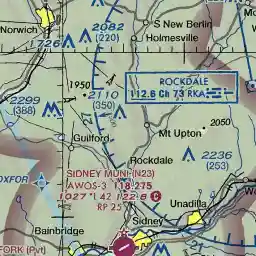 2082
(220)
S New Berlin
Norwich
1726
Holmesville
ROCKDALE
112.6 Ch 73 RKA
1950
2110
(350)
2299
(388)
2050
Mt Upton
Guilford
2236
(253)
Rockdale
SIDNEY MUNI (N23)
AWOS-3 118.275
1027 L 42 122.8 C
RP 25
OXFOR
Unadilla
Sidney
Bainbridge
FORK (Pvt)